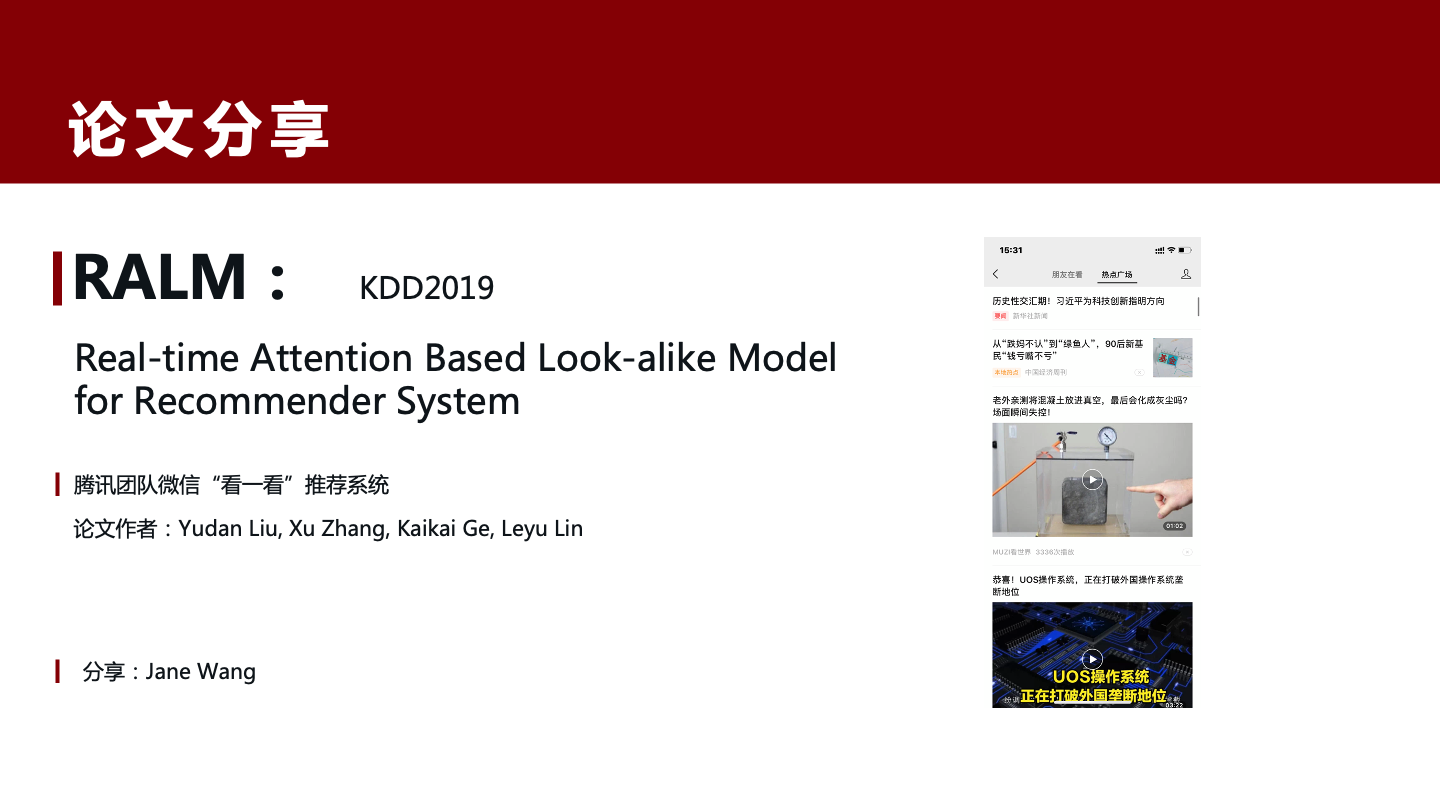 论文分享
RALM：
KDD2019
Real-time Attention Based Look-alike Model
for Recommender System
腾讯团队微信“看一看”推荐系统
论文作者：Yudan Liu, Xu Zhang, Kaikai Ge, Leyu Lin
分享：Jane Wang
15:31
朋友在看 热点广场
历史性交汇期！习近平为科技创新指明方向
要闻 新华社新闻
从“跌妈不认”到“绿鱼人”，90后新基
民“钱亏嘴不亏”
本地热点 中国经济周刊
老外亲测将混凝土放进真空，最后会化成灰尘吗?
场面瞬间失控!
01:02
MUZI看世界 3336次播放
恭喜！UOS操作系统，正在打破外国操作系统垄
断地位
UOS操作系统
正在打破外国垄断地位
03:22